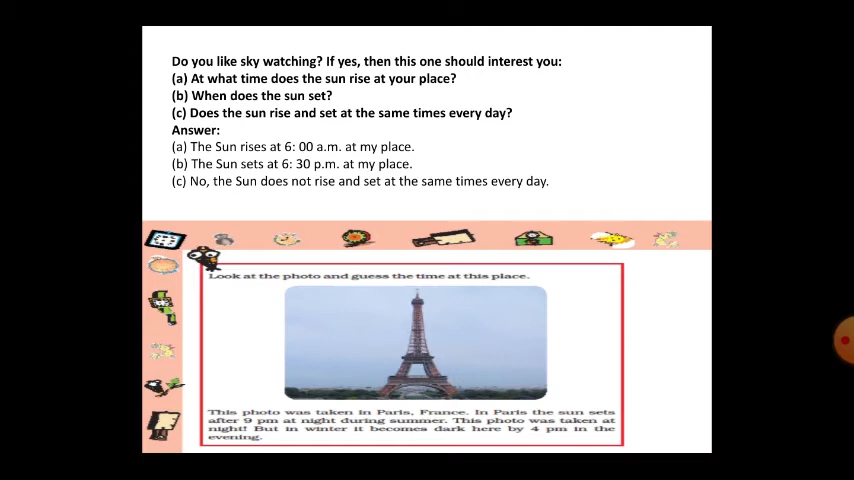 Do you like sky watching? If yes, then this one should interest you:
(a) At what time does the sun rise at your place?
(b) When does the sun set?
(c) Does the sun rise and set at the same times every day?
Answer:
(a) The Sun rises at 6: 00 a.m. at my place.
(b) The Sun sets at 6: 30 p.m. at my place.
(c) No, the Sun does not rise and set at the same times every day.
Look at the photo and guess the time at this place.
This photo was taken in Paris, France. In Paris the sun sets
after 9 pm at night during summer. This photo was taken at
night! But in winter it becomes dark here by 4 pm in the
evening.